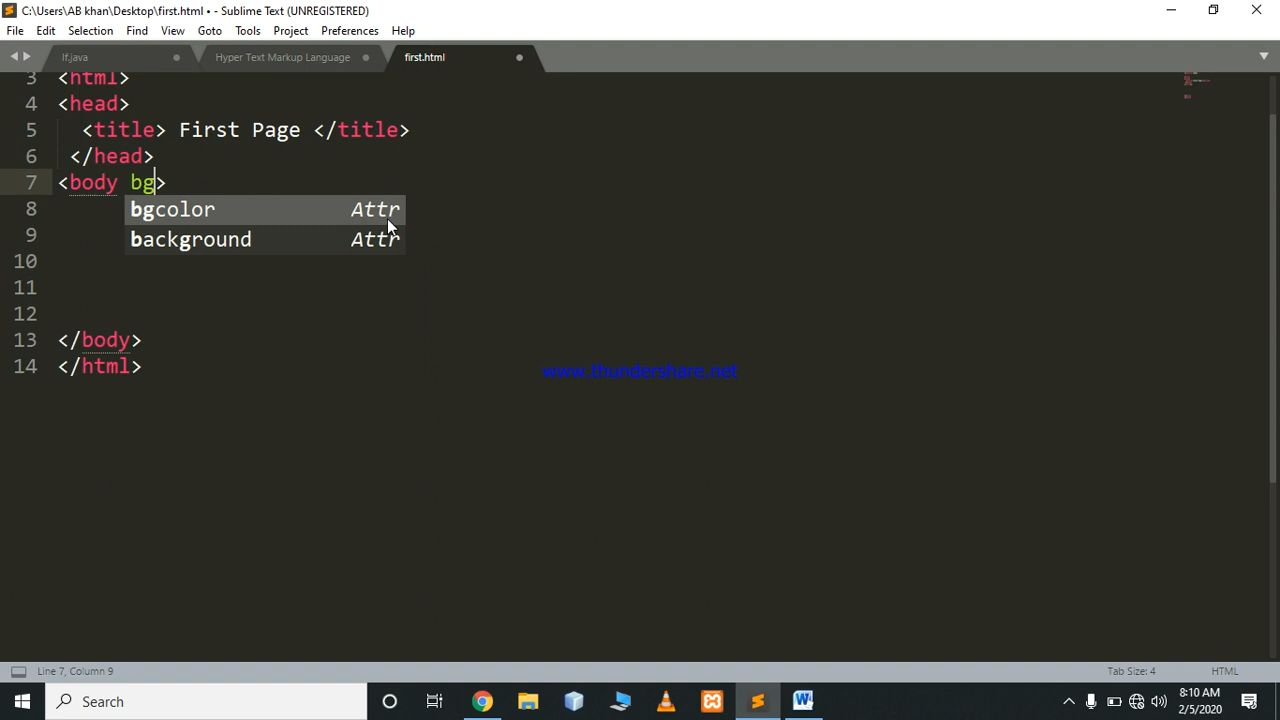 C:\Users\AB khan\Desktop\first.html • - Sublime Text (UNREGISTERED)
File Edit Selection Find View Goto Tools Project Preferences Help
If.java Hyper Text Markup Language first.html
3 <html>
4 <head>
5 <title> First Page </title>
6 </head>
7 <body bg>
8 bgcolor Attr
9 background Attr
10
11
12
13 </body>
14 </html>
www.thundershare.net
Line 7, Column 9 Tab Size: 4 HTML
Search 8:10 AM
2/5/2020